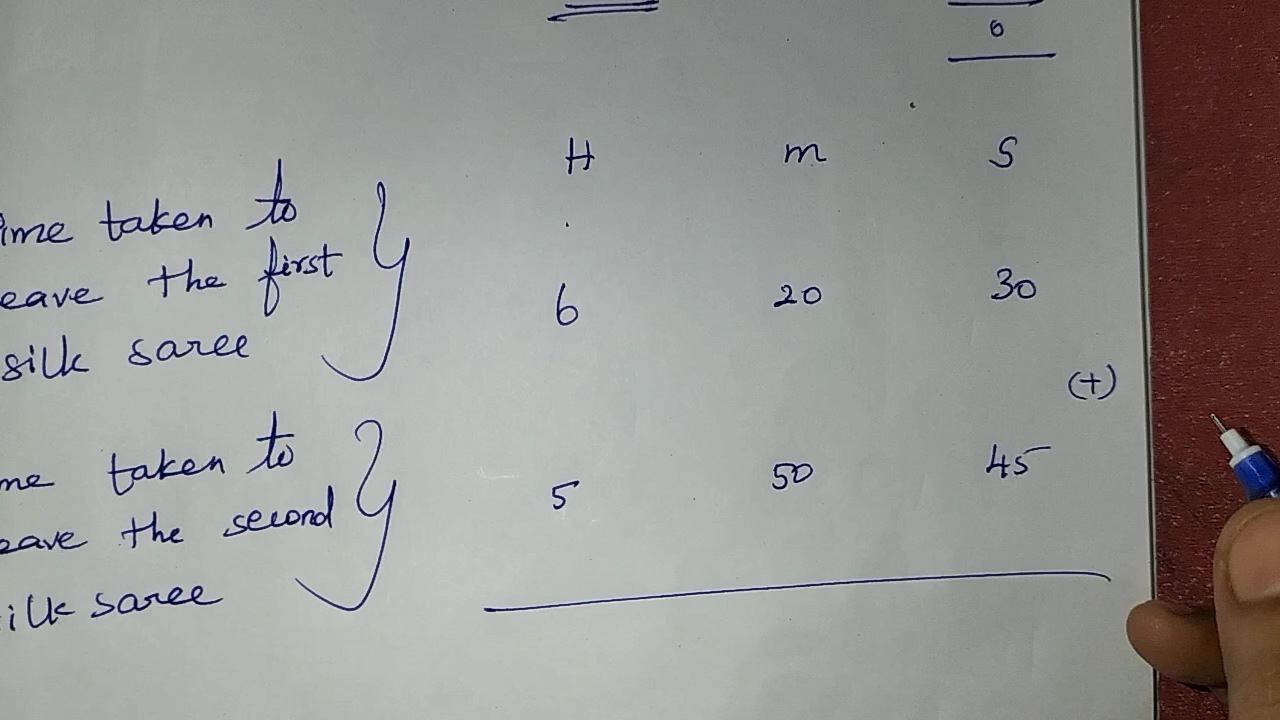 0
H m S
ime taken to
eave the first 6 20 30
silk saree
(+)
me taken to
eave the second 5 50 45
ilk saree